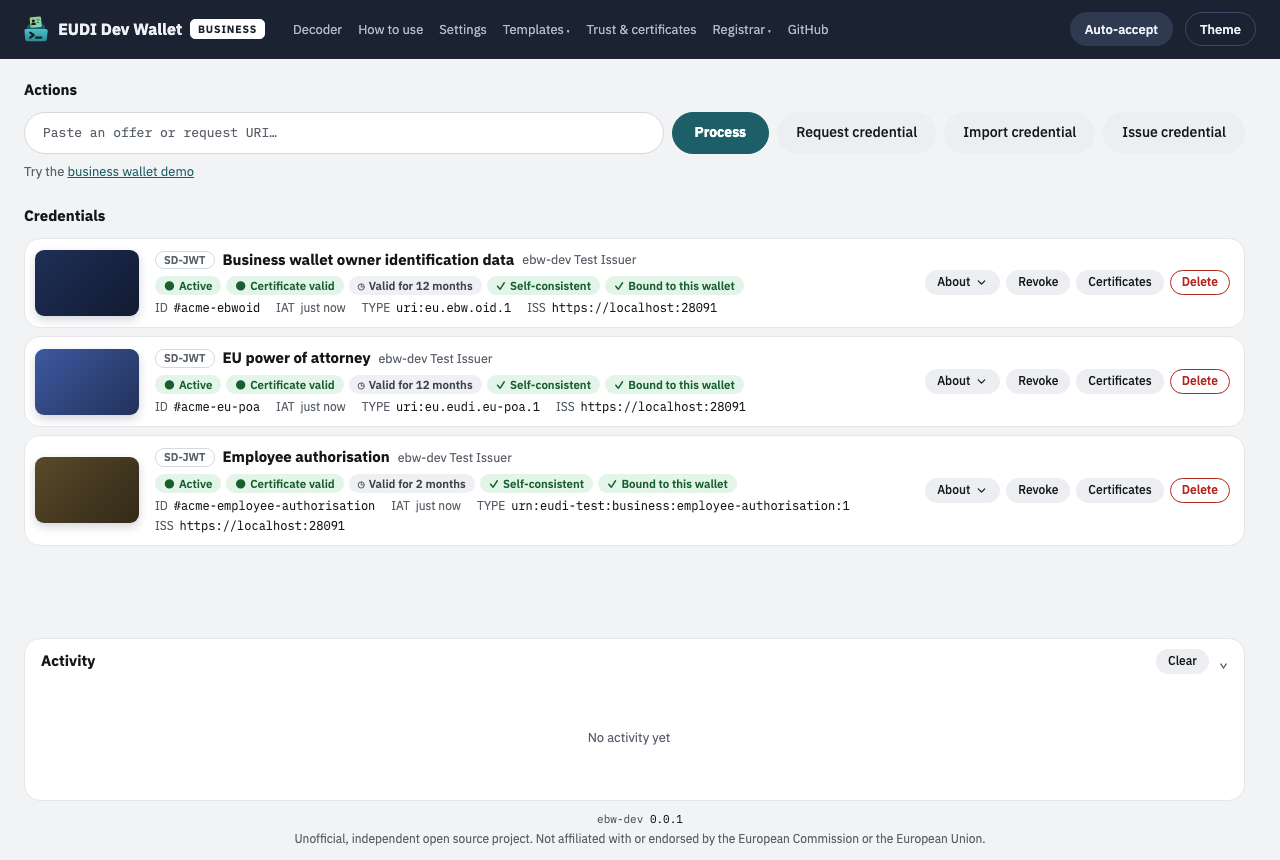 EUDI Dev Wallet BUSINESS Decoder How to use Settings Templates Trust & certificates Registrar GitHub Auto-accept Theme
Actions
Paste an offer or request URI… Process Request credential Import credential Issue credential
Try the business wallet demo
Credentials
SD-JWT Business wallet owner identification data ebw-dev Test Issuer
Active Certificate valid Valid for 12 months ✓ Self-consistent ✓ Bound to this wallet
About Revoke Certificates Delete
ID #acme-ebwoid IAT just now TYPE uri:eu.ebw.oid.1 ISS https://localhost:28091
SD-JWT EU power of attorney ebw-dev Test Issuer
Active Certificate valid Valid for 12 months ✓ Self-consistent ✓ Bound to this wallet
About Revoke Certificates Delete
ID #acme-eu-poa IAT just now TYPE uri:eu.eudi.eu-poa.1 ISS https://localhost:28091
SD-JWT Employee authorisation ebw-dev Test Issuer
Active Certificate valid Valid for 2 months ✓ Self-consistent ✓ Bound to this wallet
About Revoke Certificates Delete
ID #acme-employee-authorisation IAT just now TYPE urn:eudi-test:business:employee-authorisation:1
ISS https://localhost:28091
Activity Clear
No activity yet
ebw-dev 0.0.1
Unofficial, independent open source project. Not affiliated with or endorsed by the European Commission or the European Union.